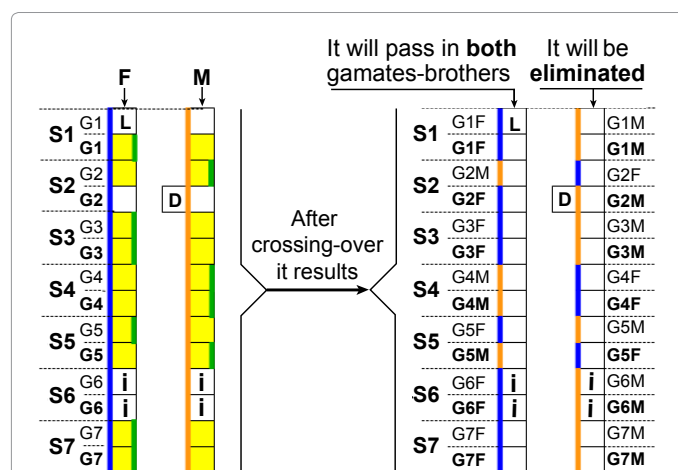 It will pass in both
gamates-brothers
It will be
eliminated
F
M
S1
G1
L
G1
S2
G2
G2
D
S3
G3
G3
S4
G4
G4
S5
G5
G5
S6
G6
i
i
G6
i
i
S7
G7
G7
After
crossing-over
it results
S1
G1F
L
G1M
G1F
G1M
S2
G2M
G2F
G2F
D
G2M
S3
G3F
G3M
G3F
G3M
S4
G4M
G4F
G4M
G4F
S5
G5F
G5M
G5M
G5F
S6
G6F
i
i
G6M
G6F
i
i
G6M
S7
G7F
G7M
G7F
G7M